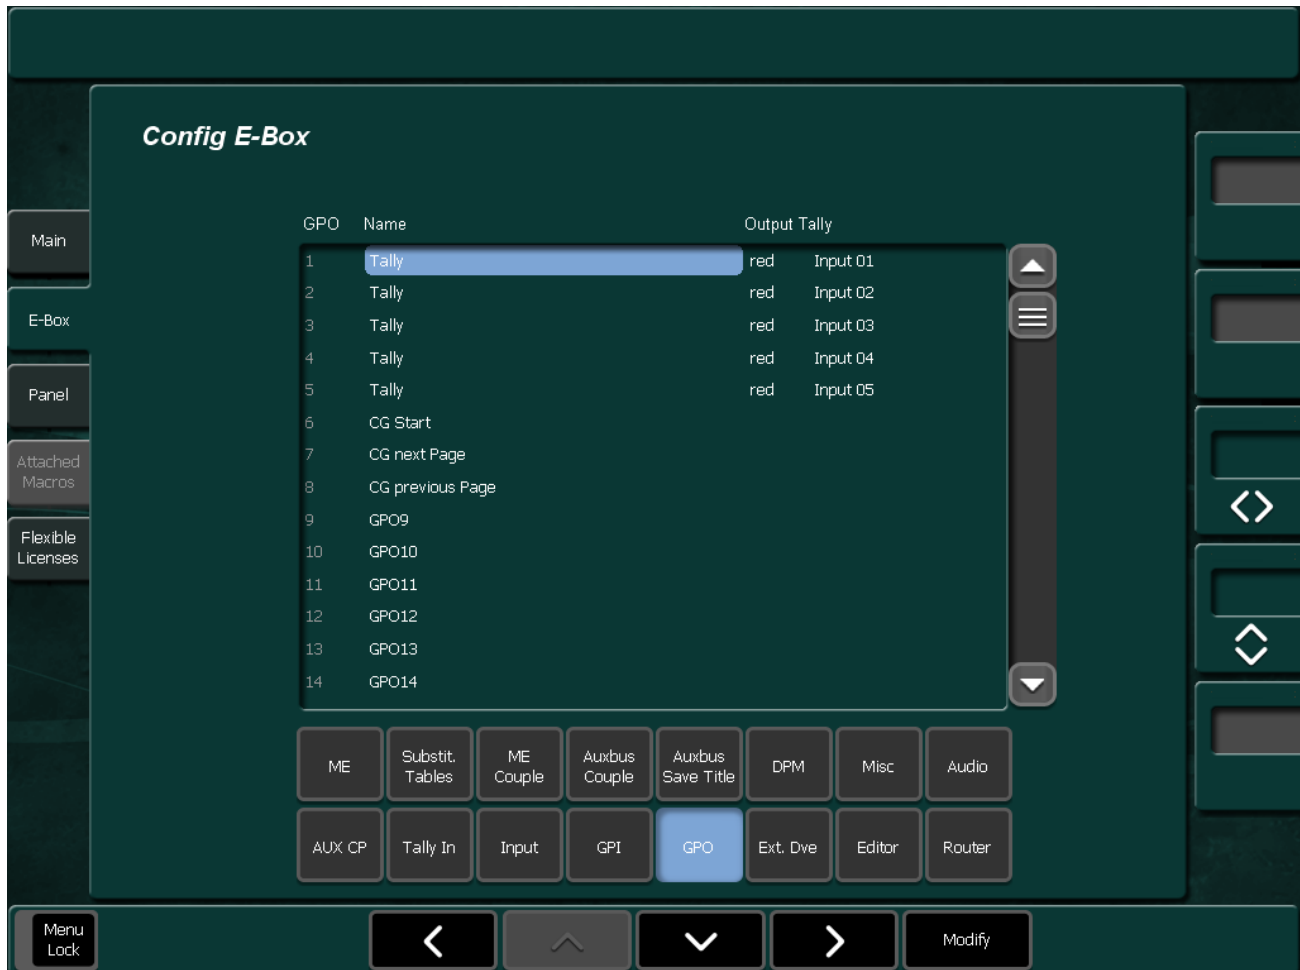 Config E-Box
GPO Name Output Tally
1 Tally red Input 01
2 Tally red Input 02
3 Tally red Input 03
4 Tally red Input 04
5 Tally red Input 05
6 CG Start
7 CG next Page
8 CG previous Page
9 GPO9
10 GPO10
11 GPO11
12 GPO12
13 GPO13
14 GPO14
Main
E-Box
Panel
Attached
Macros
Flexible
Licenses
ME
Substit.
Tables
ME
Couple
Auxbus
Couple
Auxbus
Save Title
DPM
Misc
Audio
AUX CP
Tally In
Input
GPI
GPO
Ext. Dve
Editor
Router
Menu
Lock
Modify